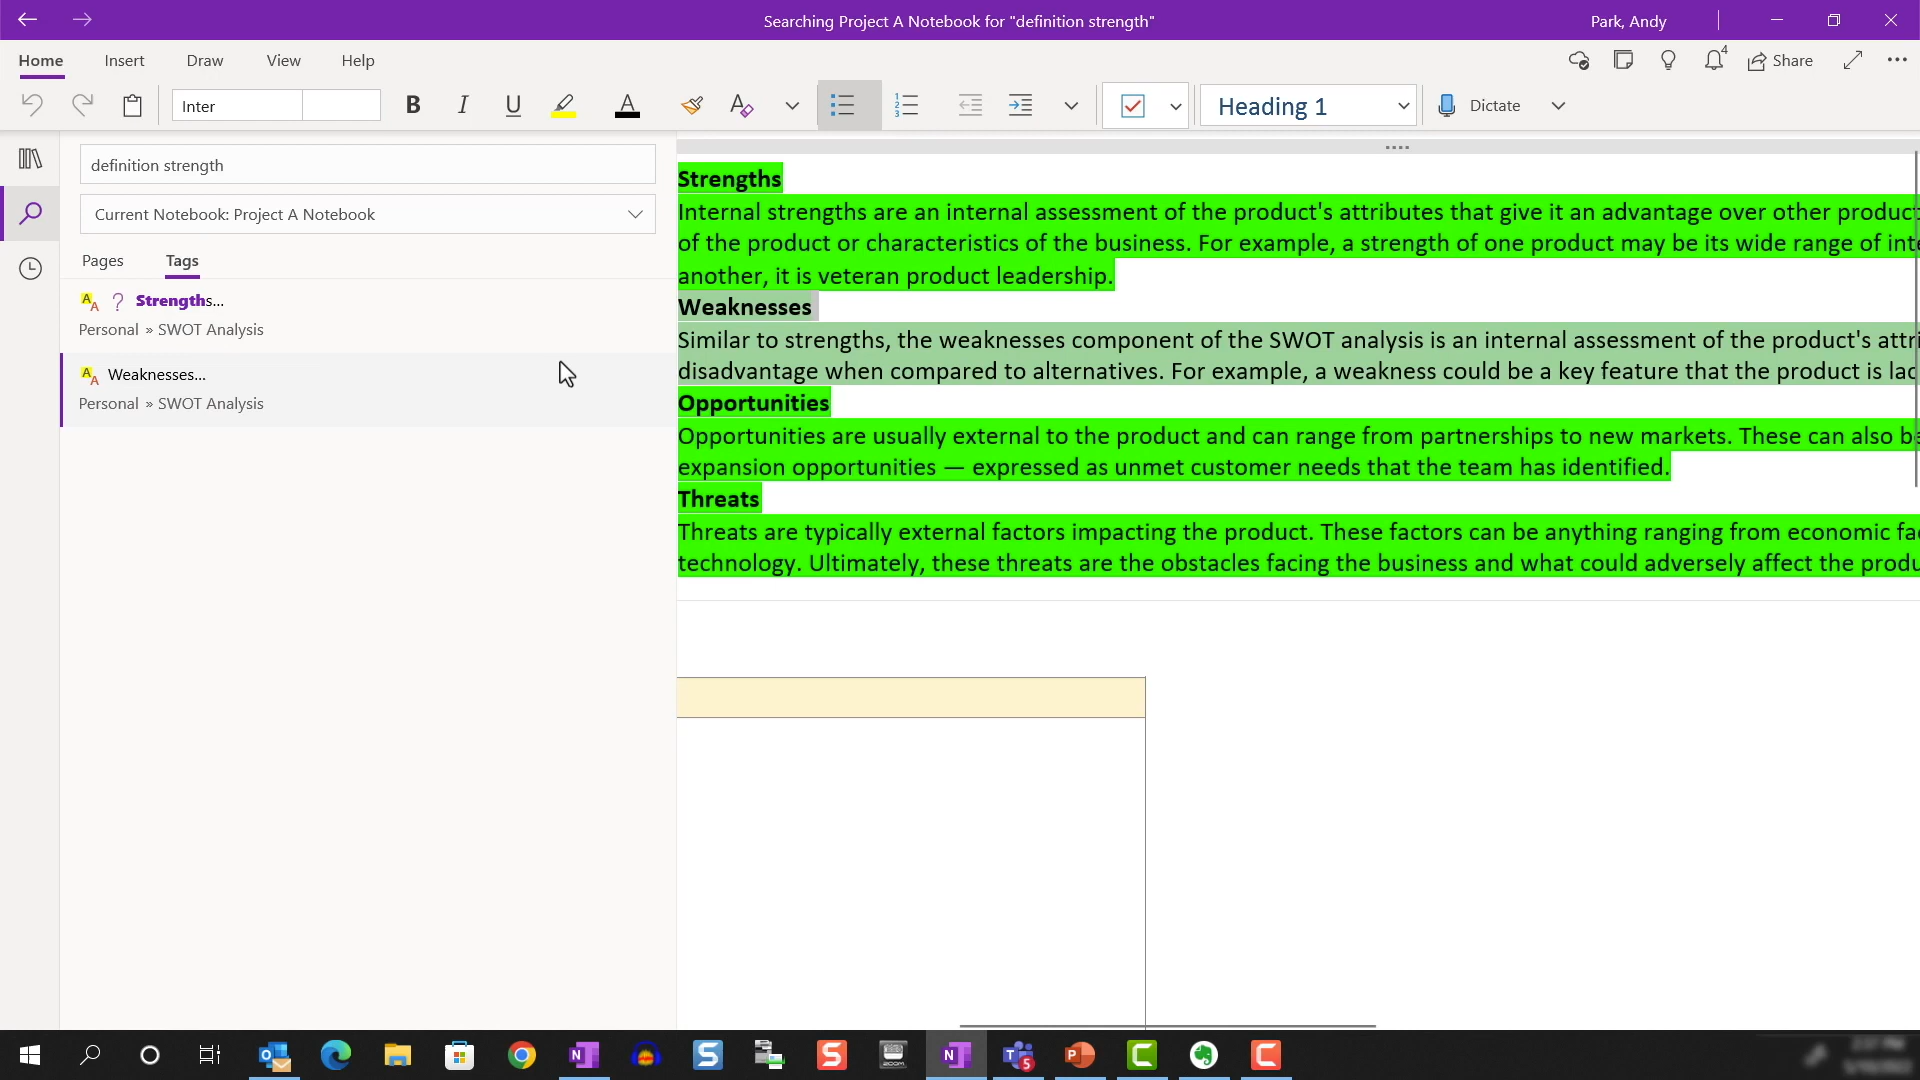 Searching Project A Notebook for "definition strength"
Park, Andy
Home
Insert
Draw
View
Help
4
Share
Inter
B
I
U
A
A
1
2
3
Heading 1
Dictate
definition strength
Current Notebook: Project A Notebook
Pages
Tags
? Strengths...
Personal » SWOT Analysis
Weaknesses...
Personal » SWOT Analysis
Strengths
Internal strengths are an internal assessment of the product's attributes that give it an advantage over other product
of the product or characteristics of the business. For example, a strength of one product may be its wide range of inte
another, it is veteran product leadership.
Weaknesses
Similar to strengths, the weaknesses component of the SWOT analysis is an internal assessment of the product's attri
disadvantage when compared to alternatives. For example, a weakness could be a key feature that the product is lac
Opportunities
Opportunities are usually external to the product and can range from partnerships to new markets. These can also be
expansion opportunities — expressed as unmet customer needs that the team has identified.
Threats
Threats are typically external factors impacting the product. These factors can be anything ranging from economic fac
technology. Ultimately, these threats are the obstacles facing the business and what could adversely affect the produ
N
S
S
ZOOM
N
T
5
P
C
C